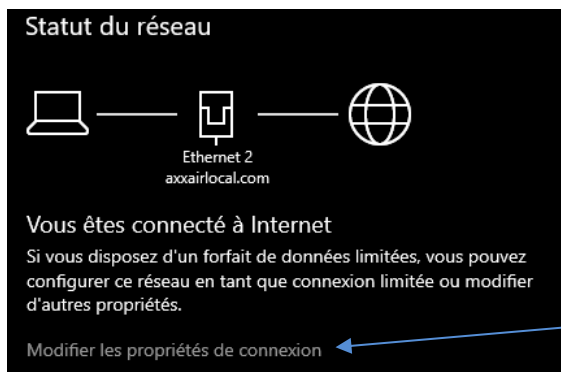 Statut du réseau
Ethernet 2
axxairlocal.com
Vous êtes connecté à Internet
Si vous disposez d'un forfait de données limitées, vous pouvez
configurer ce réseau en tant que connexion limitée ou modifier
d'autres propriétés.
Modifier les propriétés de connexion